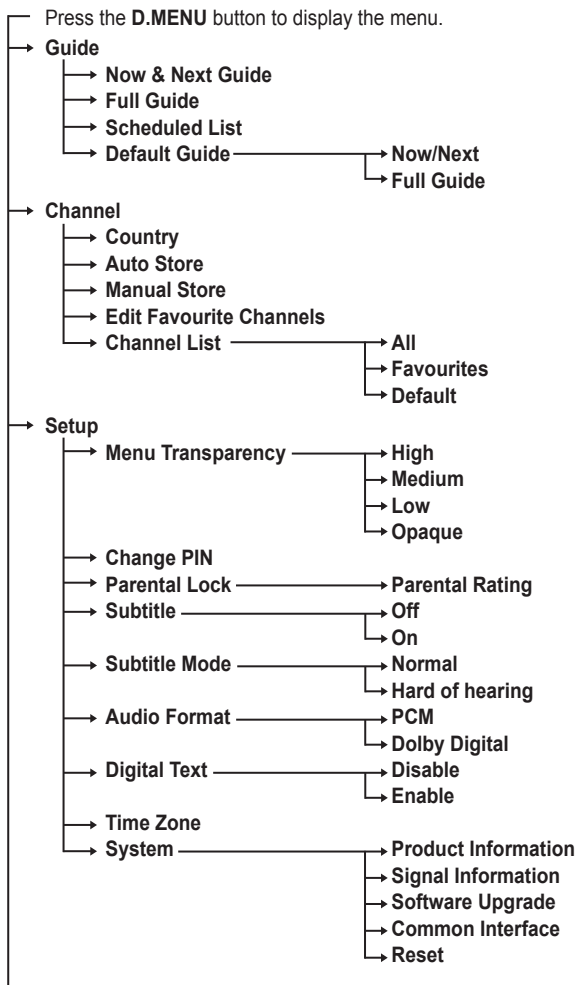 Press the D.MENU button to display the menu.
Guide
Now & Next Guide
Full Guide
Scheduled List
Default Guide
Now/Next
Full Guide
Channel
Country
Auto Store
Manual Store
Edit Favourite Channels
Channel List
All
Favourites
Default
Setup
Menu Transparency
High
Medium
Low
Opaque
Change PIN
Parental Lock
Parental Rating
Subtitle
Off
On
Subtitle Mode
Normal
Hard of hearing
Audio Format
PCM
Dolby Digital
Digital Text
Disable
Enable
Time Zone
System
Product Information
Signal Information
Software Upgrade
Common Interface
Reset